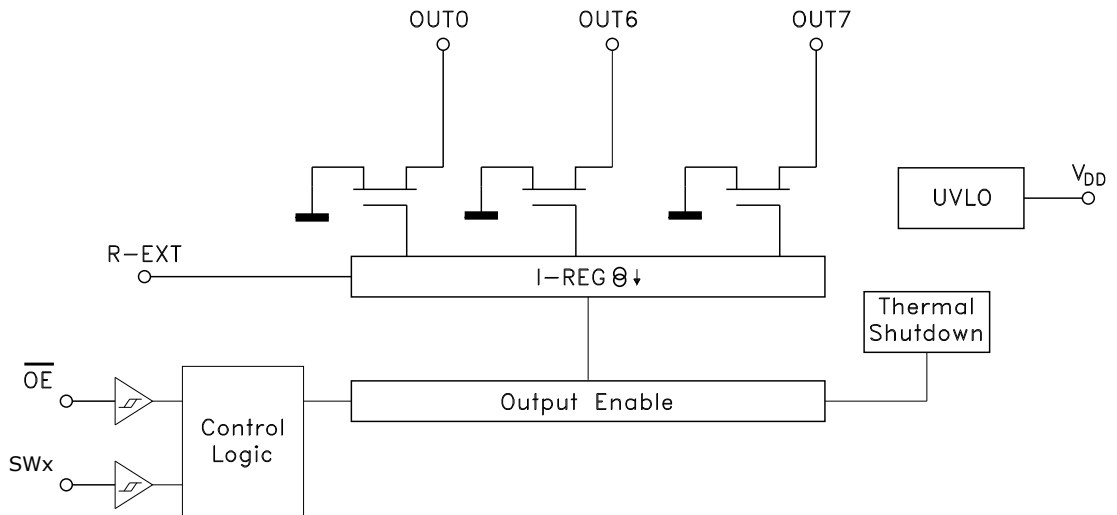 OUT0
OUT6
OUT7
UVLO
VDD
R-EXT
I-REG
Thermal
Shutdown
OE
Output Enable
Control
Logic
SWx